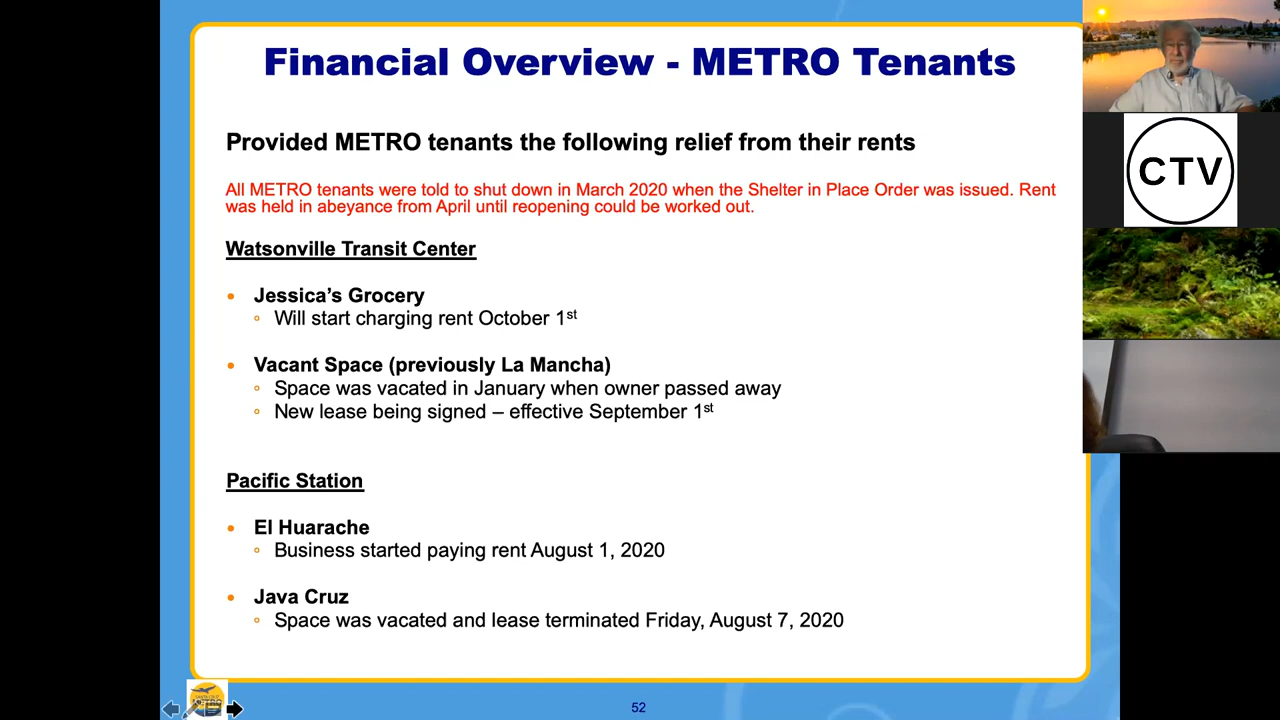 Financial Overview - METRO Tenants
Provided METRO tenants the following relief from their rents
All METRO tenants were told to shut down in March 2020 when the Shelter in Place Order was issued. Rent
was held in abeyance from April until reopening could be worked out.
Watsonville Transit Center
• Jessica’s Grocery
◦ Will start charging rent October 1st
• Vacant Space (previously La Mancha)
◦ Space was vacated in January when owner passed away
◦ New lease being signed – effective September 1st
Pacific Station
• El Huarache
◦ Business started paying rent August 1, 2020
• Java Cruz
◦ Space was vacated and lease terminated Friday, August 7, 2020
52
CTV